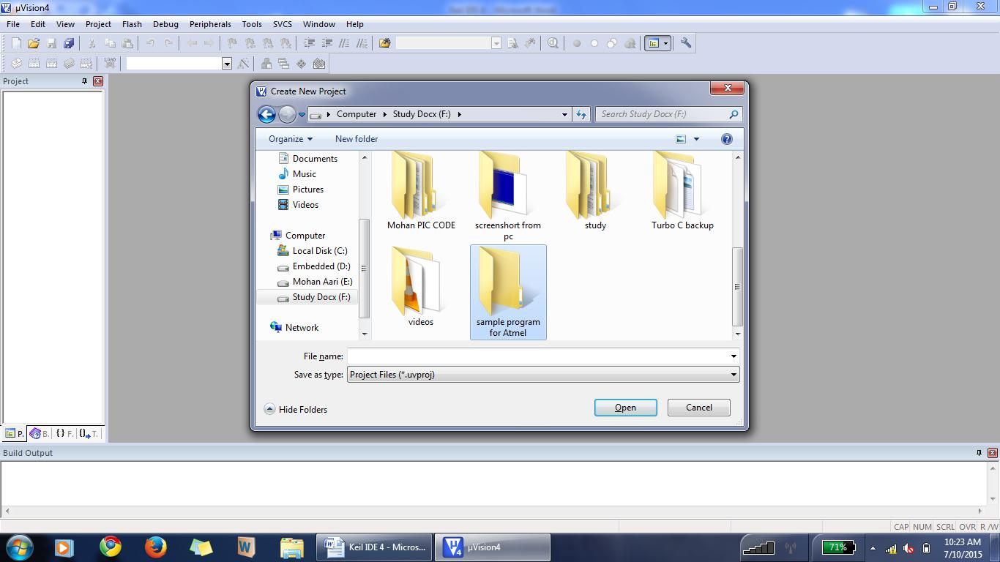 µVision4
File Edit View Project Flash Debug Peripherals Tools SVCS Window Help
LOAD
Project
Create New Project
Computer Study Docx (F:)
Search Study Docx (F:)
Organize New folder
Documents
Music
Pictures
Videos
Computer
Local Disk (C:)
Embedded (D:)
Mohan Aari (E:)
Study Docx (F:)
Network
Mohan PIC CODE
screenshort from
pc
study
Turbo C backup
videos
sample program
for Atmel
File name:
Save as type: Project Files (*.uvproj)
Hide Folders
Open Cancel
P. B. {} F. T.
Build Output
CAP NUM SCRL OVR R/W
Keil IDE 4 - Micros...
µVision4
71%
10:23 AM
7/10/2015